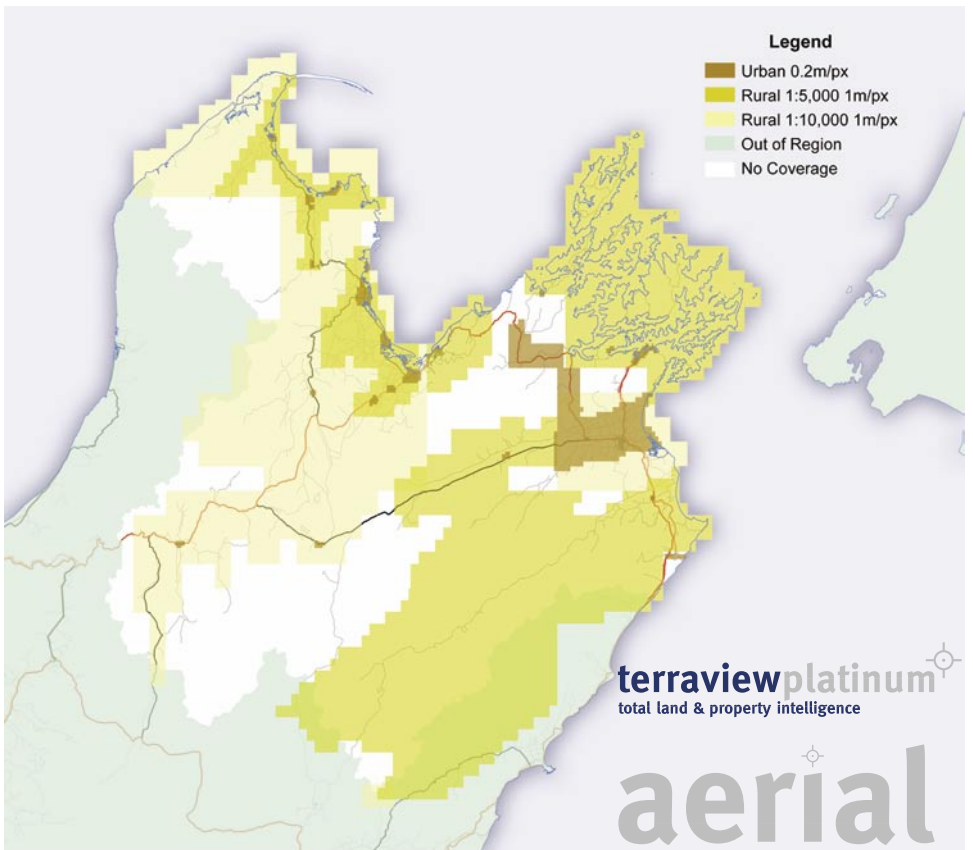 Legend
Urban 0.2m/px
Rural 1:5,000 1m/px
Rural 1:10,000 1m/px
Out of Region
No Coverage
terraviewplatinum
total land & property intelligence
aerial